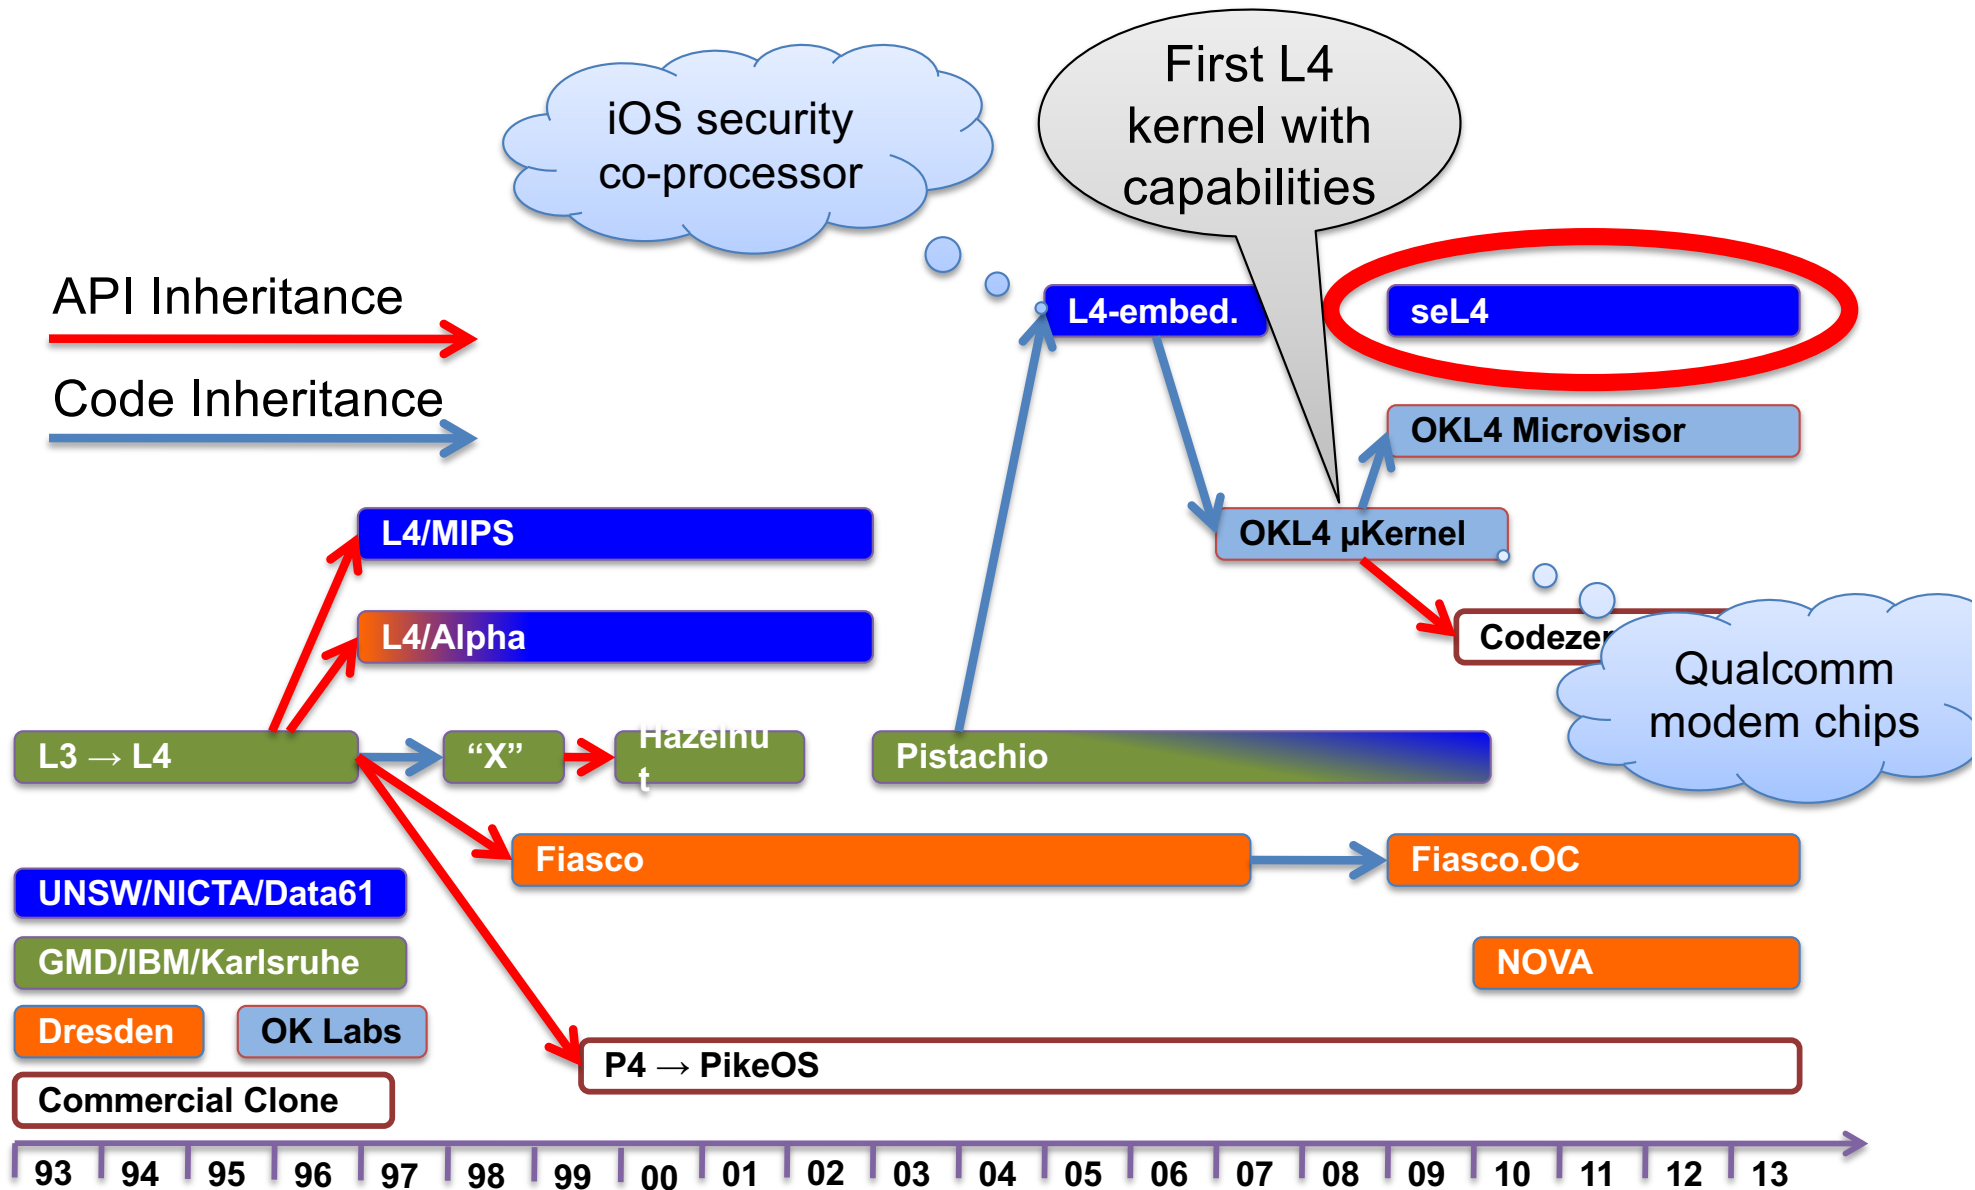 First L4
kernel with
capabilities
iOS security
co-processor
API Inheritance
Code Inheritance
L4-embed.
seL4
OKL4 Microvisor
L4/MIPS
OKL4 µKernel
L4/Alpha
Qualcomm
modem chips
L3 → L4
“X”
Hazelnu
t
Pistachio
Fiasco
Fiasco.OC
UNSW/NICTA/Data61
GMD/IBM/Karlsruhe
NOVA
Dresden
OK Labs
P4 → PikeOS
Commercial Clone
93 94 95 96 97 98 99 00 01 02 03 04 05 06 07 08 09 10 11 12 13